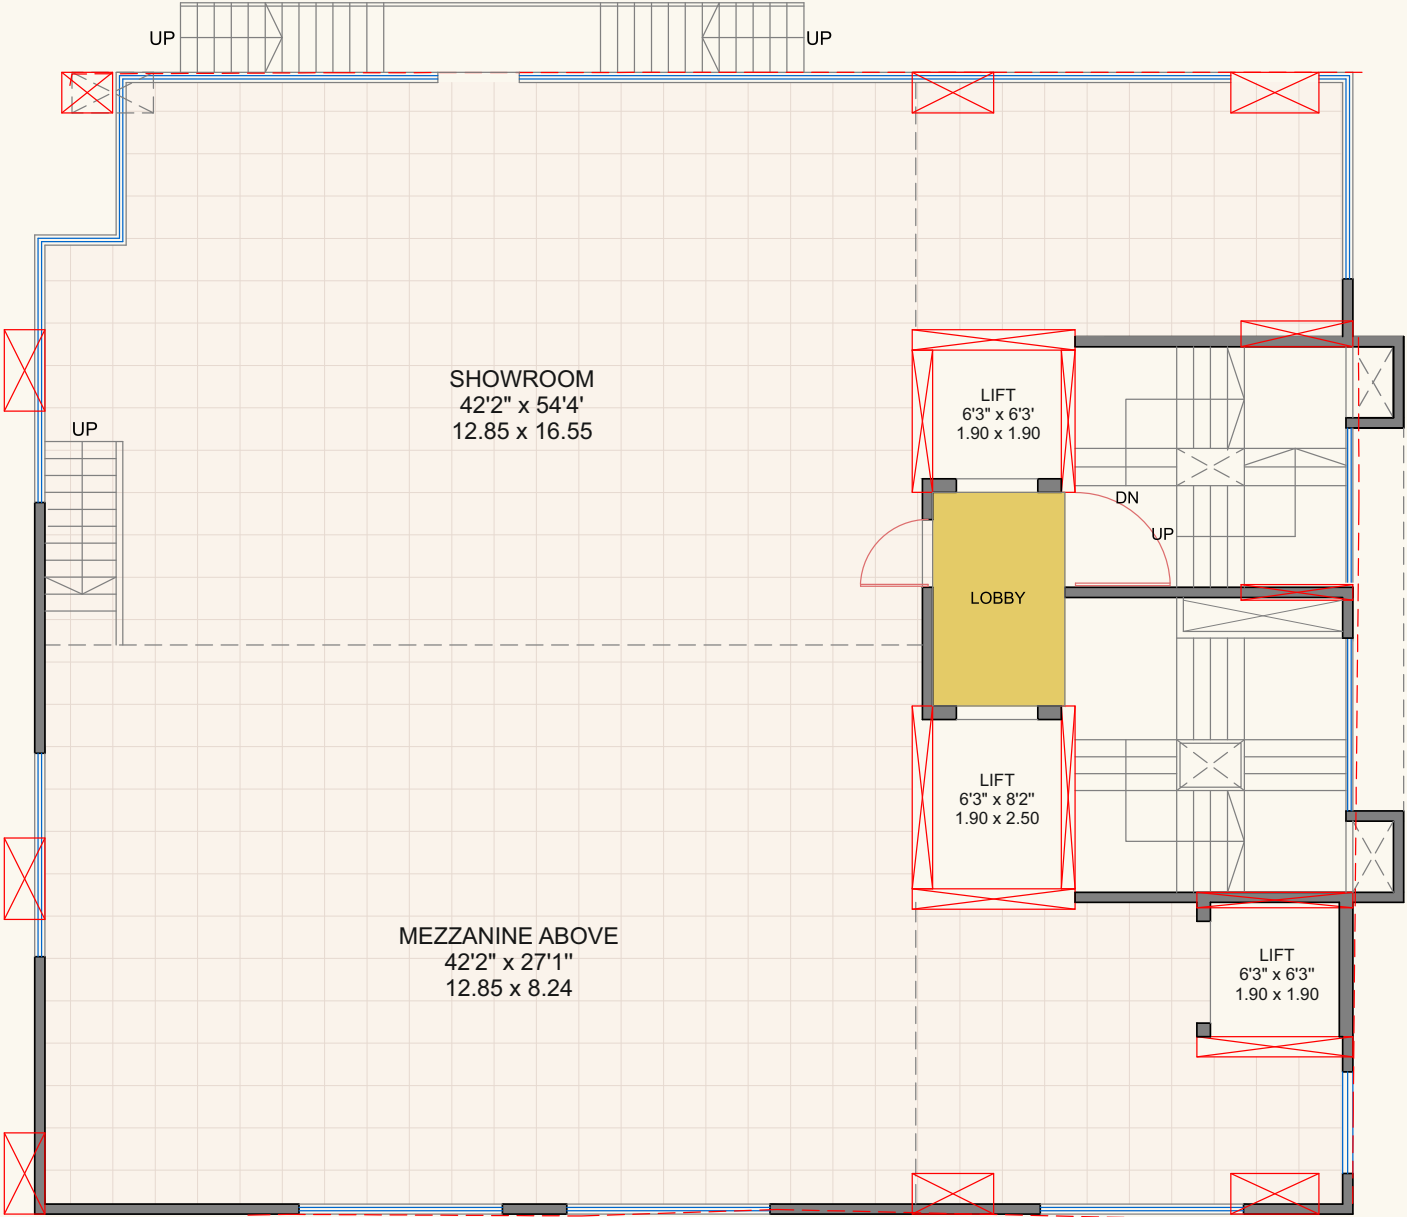 UP
UP
SHOWROOM
42'2" x 54'4'
12.85 x 16.55
LIFT
6'3" x 6'3'
1.90 x 1.90
UP
DN
UP
LOBBY
LIFT
6'3" x 8'2"
1.90 x 2.50
MEZZANINE ABOVE
42'2" x 27'1"
12.85 x 8.24
LIFT
6'3" x 6'3"
1.90 x 1.90